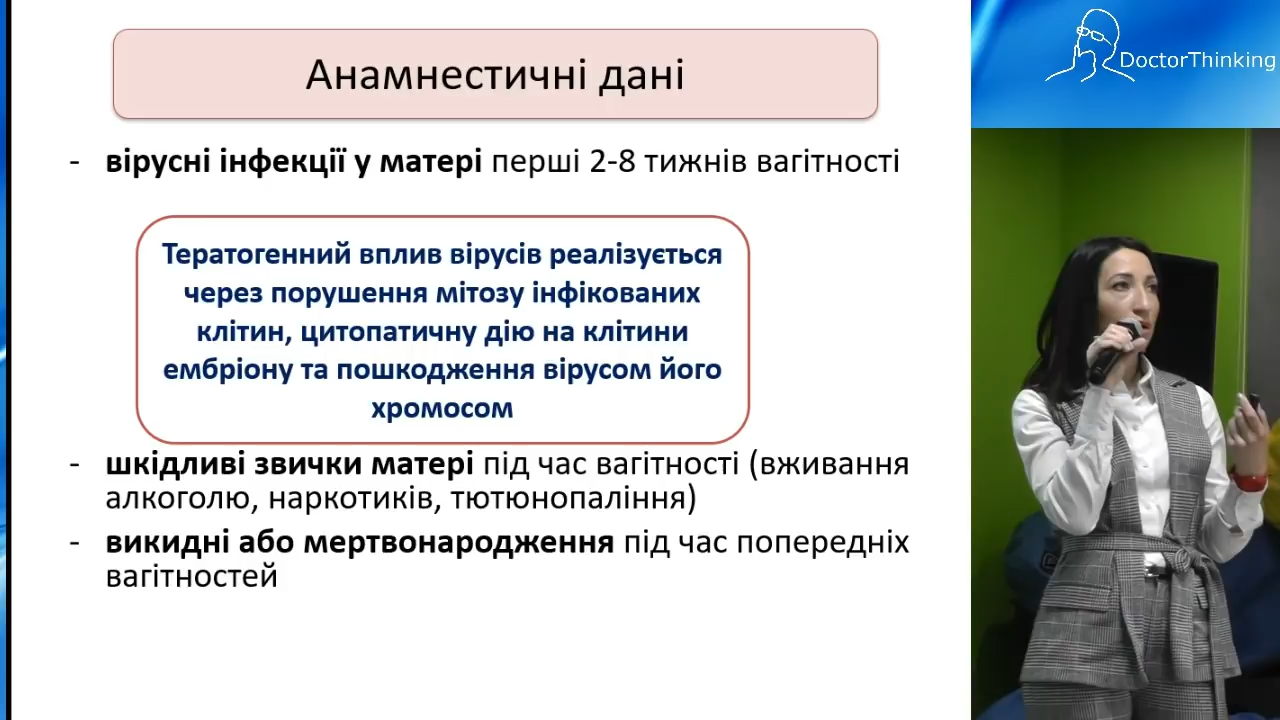 Анамнестичні дані
DoctorThinking
- вірусні інфекції у матері перші 2-8 тижнів вагітності
Тератогенний вплив вірусів реалізується
через порушення мітозу інфікованих
клітин, цитопатичну дію на клітини
ембріону та пошкодження вірусом його
хромосом
- шкідливі звички матері під час вагітності (вживання
алкоголю, наркотиків, тютюнопаління)
- викидні або мертвонародження під час попередніх
вагітностей